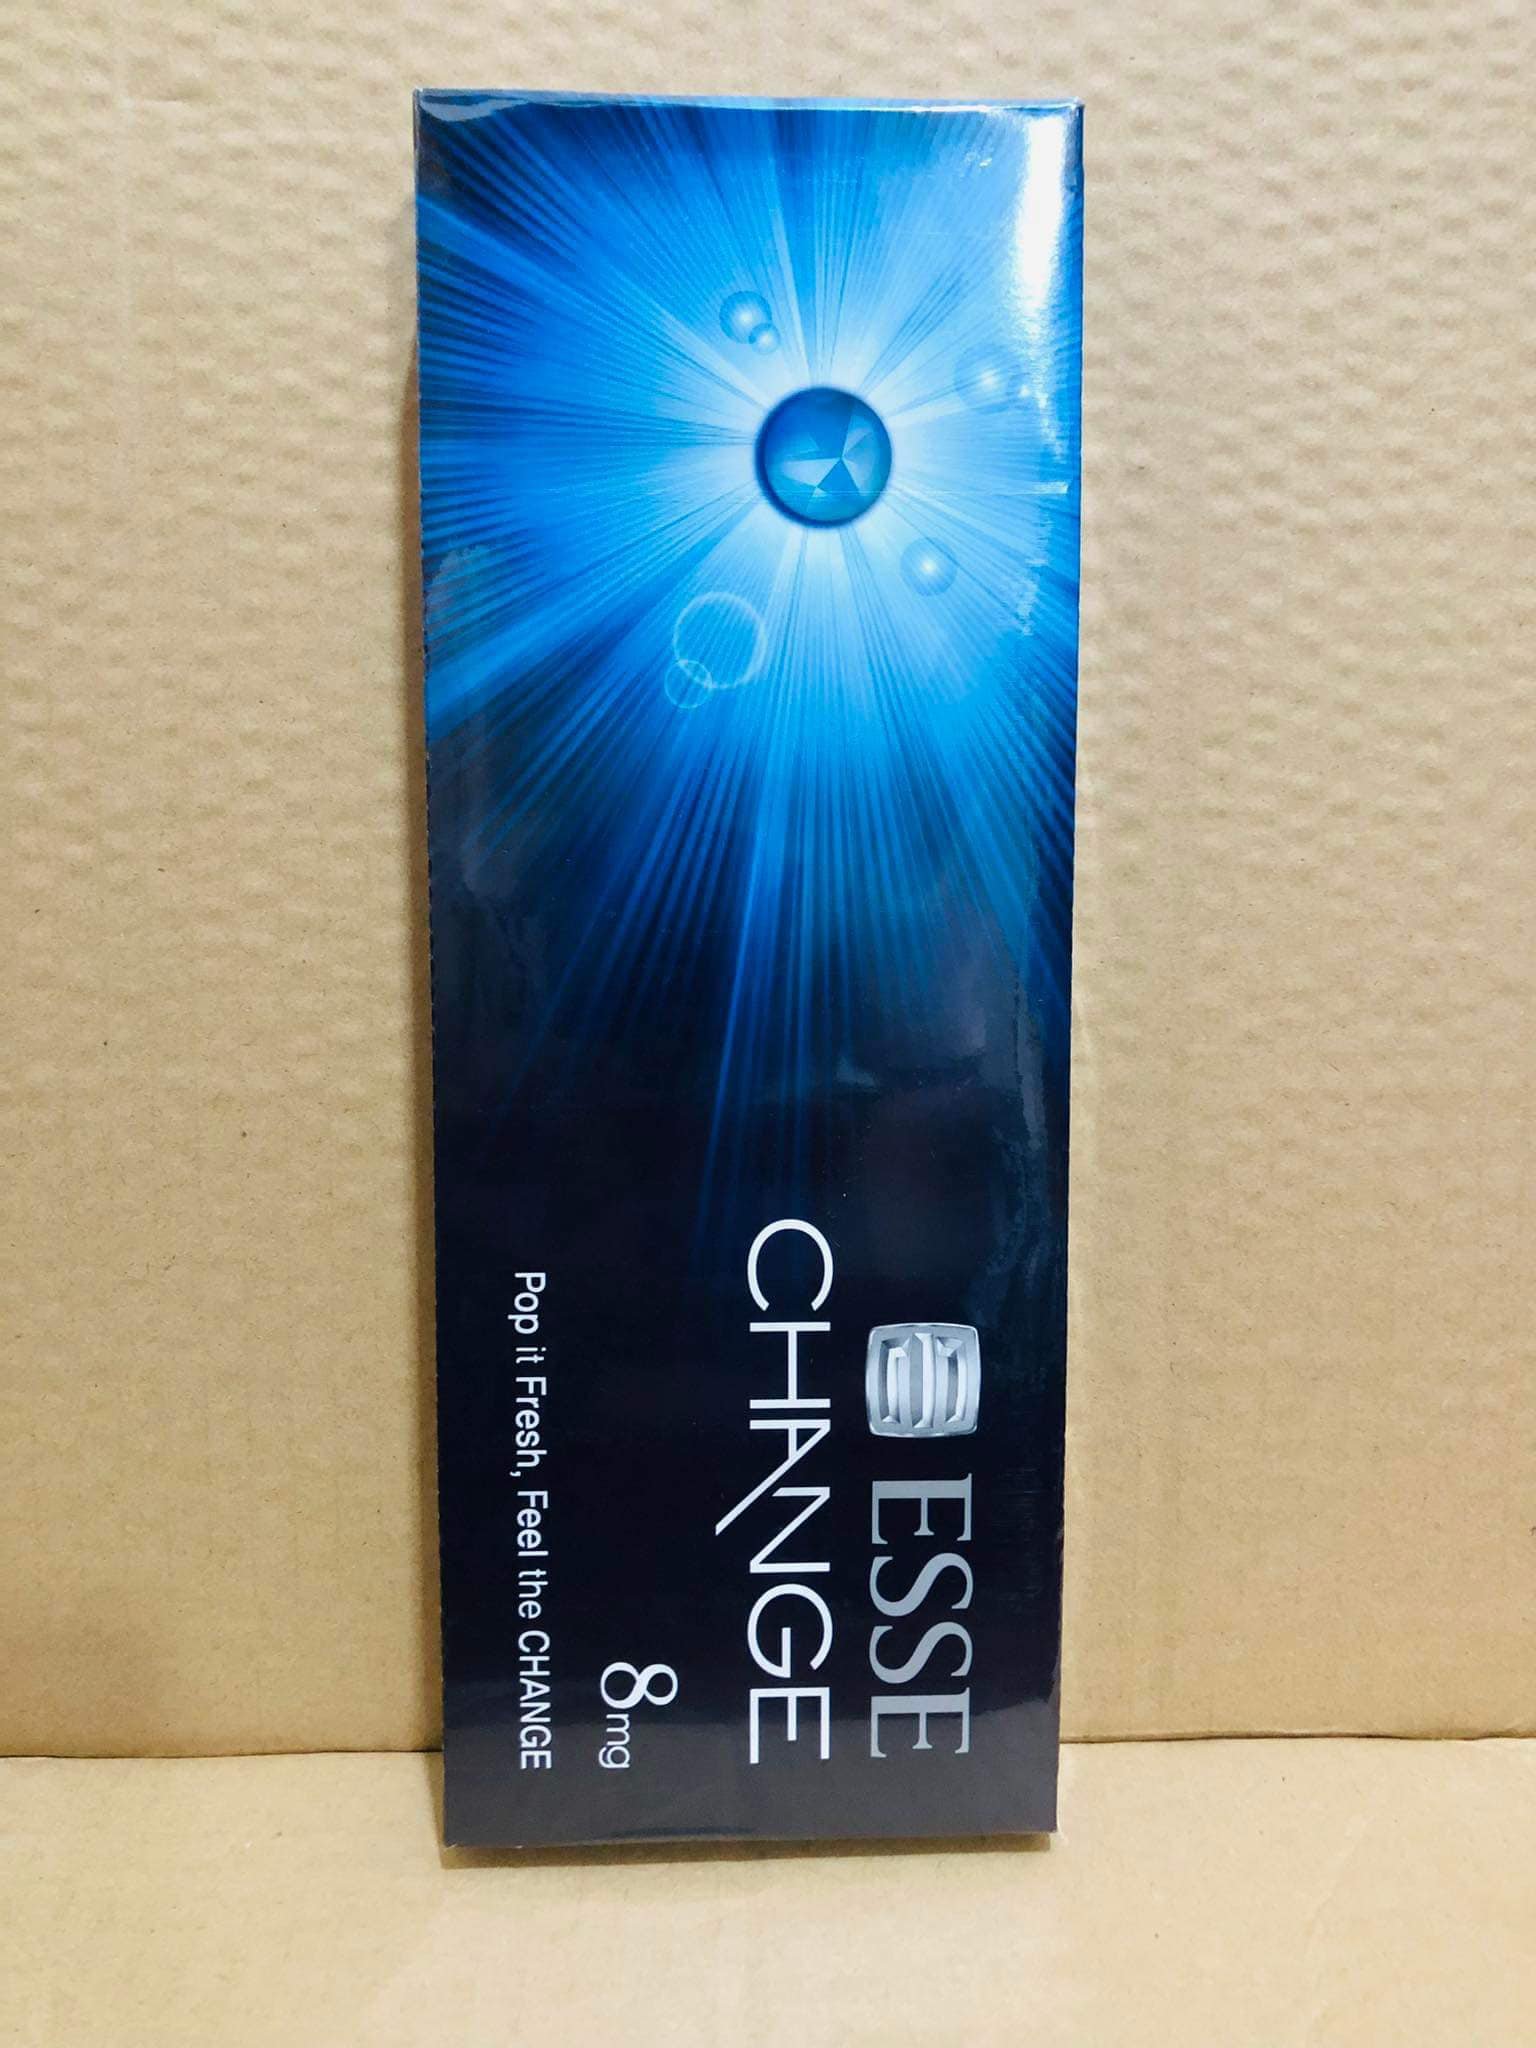 ESSE
CHANGE
8mg
Pop it Fresh, Feel the CHANGE